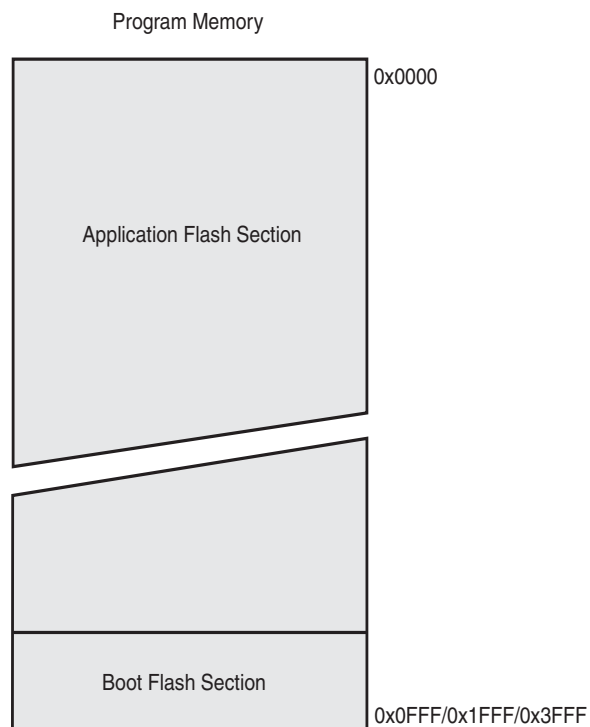 Program Memory
0x0000
Application Flash Section
Boot Flash Section
0x0FFF/0x1FFF/0x3FFF